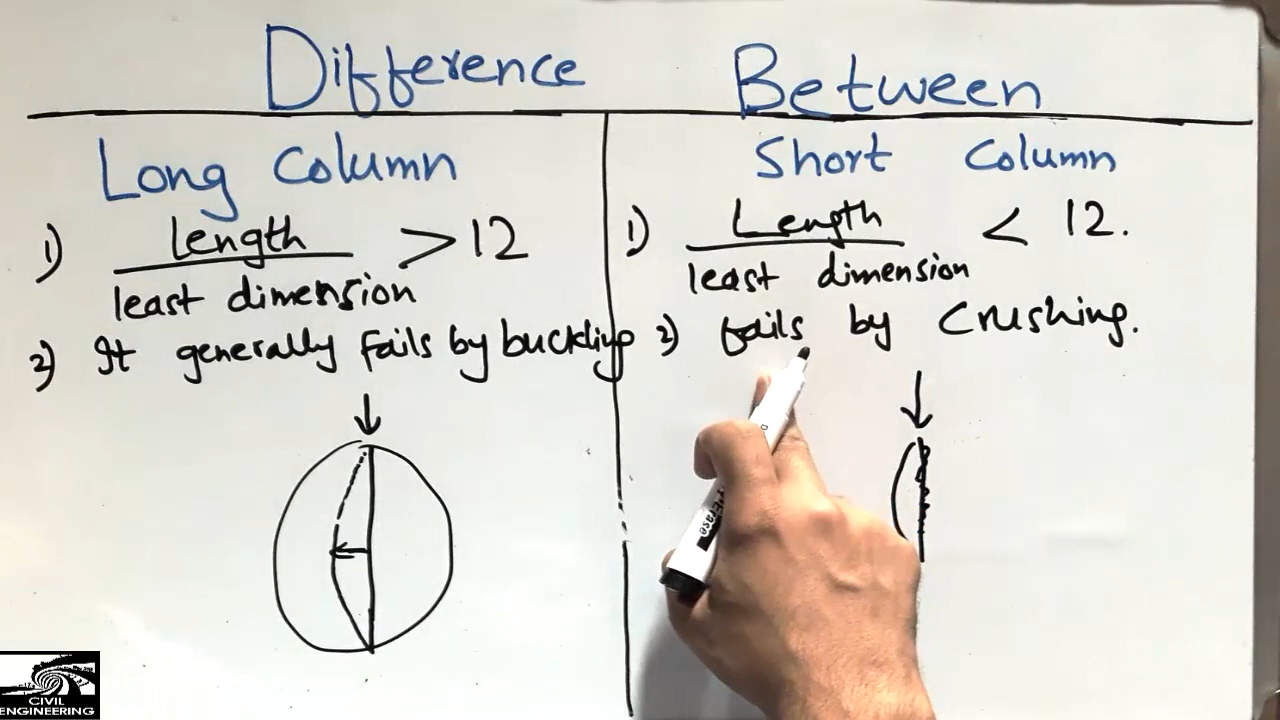 Difference Between
Long Column
1) length
least dimension
> 12
2) It generally fails by buckling
Short Column
1) Length
least dimension
< 12.
2) fails by Crushing.
Erase
CIVIL
ENGINEERING